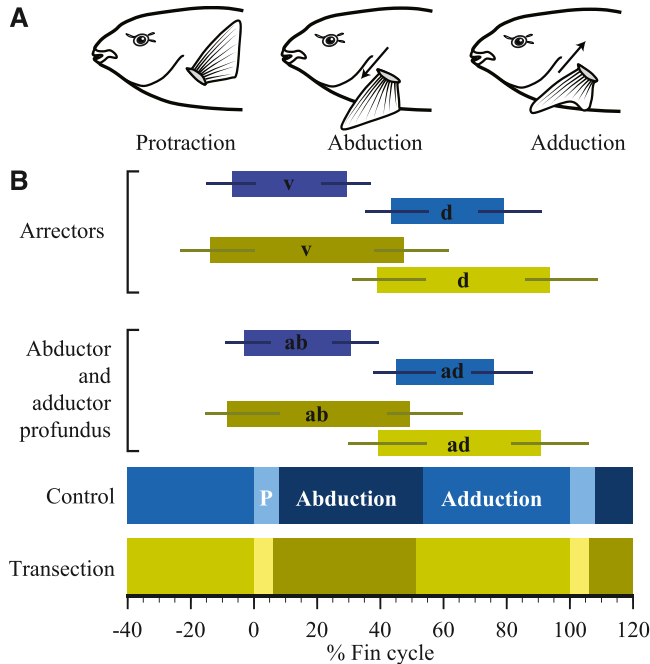 A
Protraction
Abduction
Adduction
B
Arrectors
v
d
v
d
Abductor
and
adductor
profundus
ab
ad
ab
ad
Control
P
Abduction
Adduction
Transection
-40 -20 0 20 40 60 80 100 120
% Fin cycle